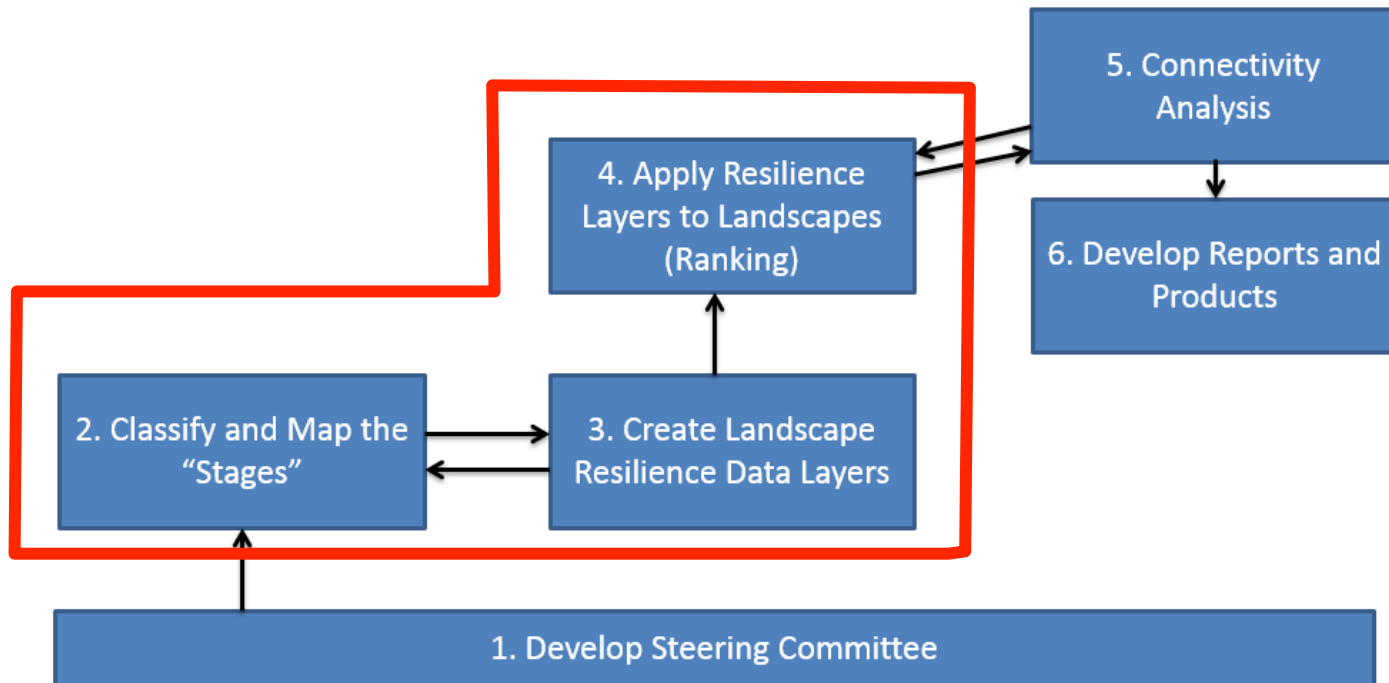 5. Connectivity
Analysis
4. Apply Resilience
Layers to Landscapes
(Ranking)
6. Develop Reports and
Products
2. Classify and Map the
“Stages”
3. Create Landscape
Resilience Data Layers
1. Develop Steering Committee